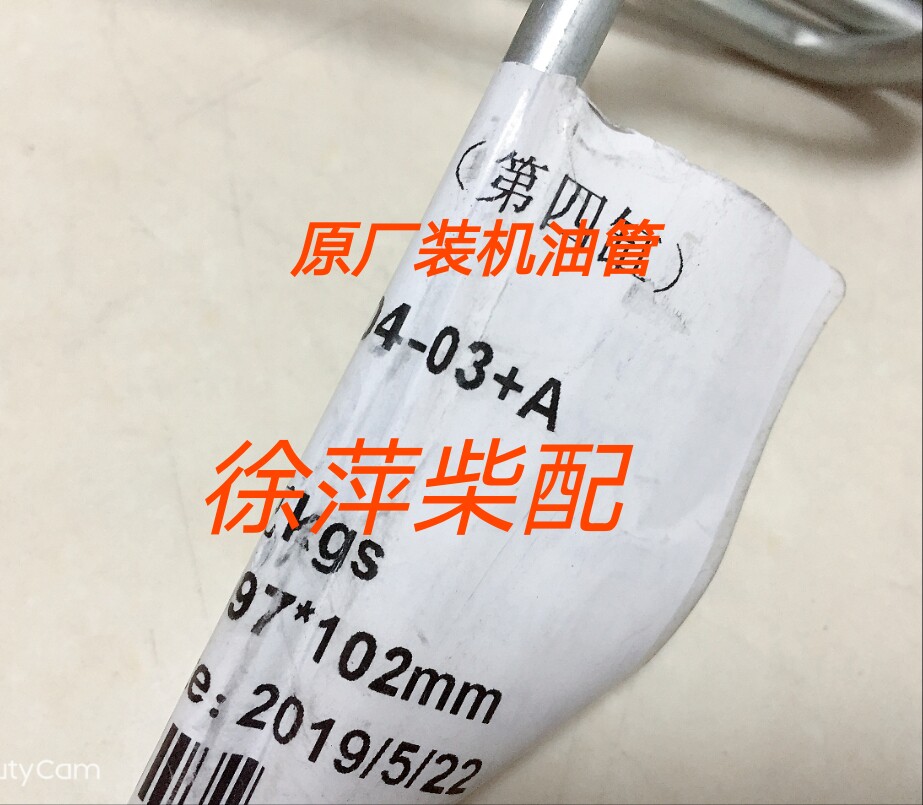 （第四缸）
原厂装机油管
04-03+A
徐萍柴配
kgs
97*102mm
e: 2019/5/22
utyCam